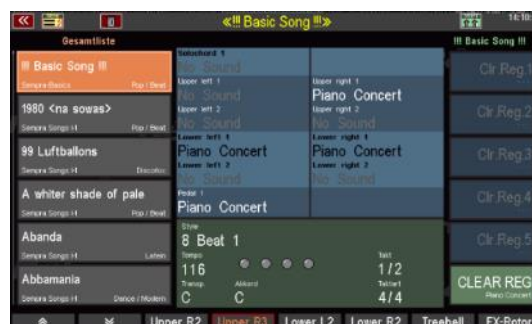 «!!! Basic Song !!!»
14:10
Gesamtliste
!!! Basic Song !!!
!!! Basic Song !!!
Sempra Basics
Pop / Beat
1980 <na sowas>
Sempra Songs I-I
Pop / Beat
99 Luftballons
Sempra Songs I-I
Discofox
A whiter shade of pale
Sempra Songs I-I
Pop / Beat
Abanda
Sempra Songs I-I
Latein
Abbamania
Sempra Songs I-I
Dance / Modern
Selochord 1
No Sound
Upper left 1
No Sound
Upper right 1
Piano Concert
Upper left 2
No Sound
Upper right 2
No Sound
Lower left 1
Piano Concert
Lower right 1
Piano Concert
Lower left 2
No Sound
Lower right 2
No Sound
Pedal 1
Piano Concert
Style
8 Beat 1
Tempo
116
Takt
1/2
Transp.
C
Akkord
C
Taktart
4/4
Clr.Reg.1
Clr.Reg.2
Clr.Reg.3
Clr.Reg.4
Clr.Reg.5
CLEAR REG
Piano Concert
Upper R2
Upper R3
Lower L2
Lower R2
Treebell
FX-Rotor